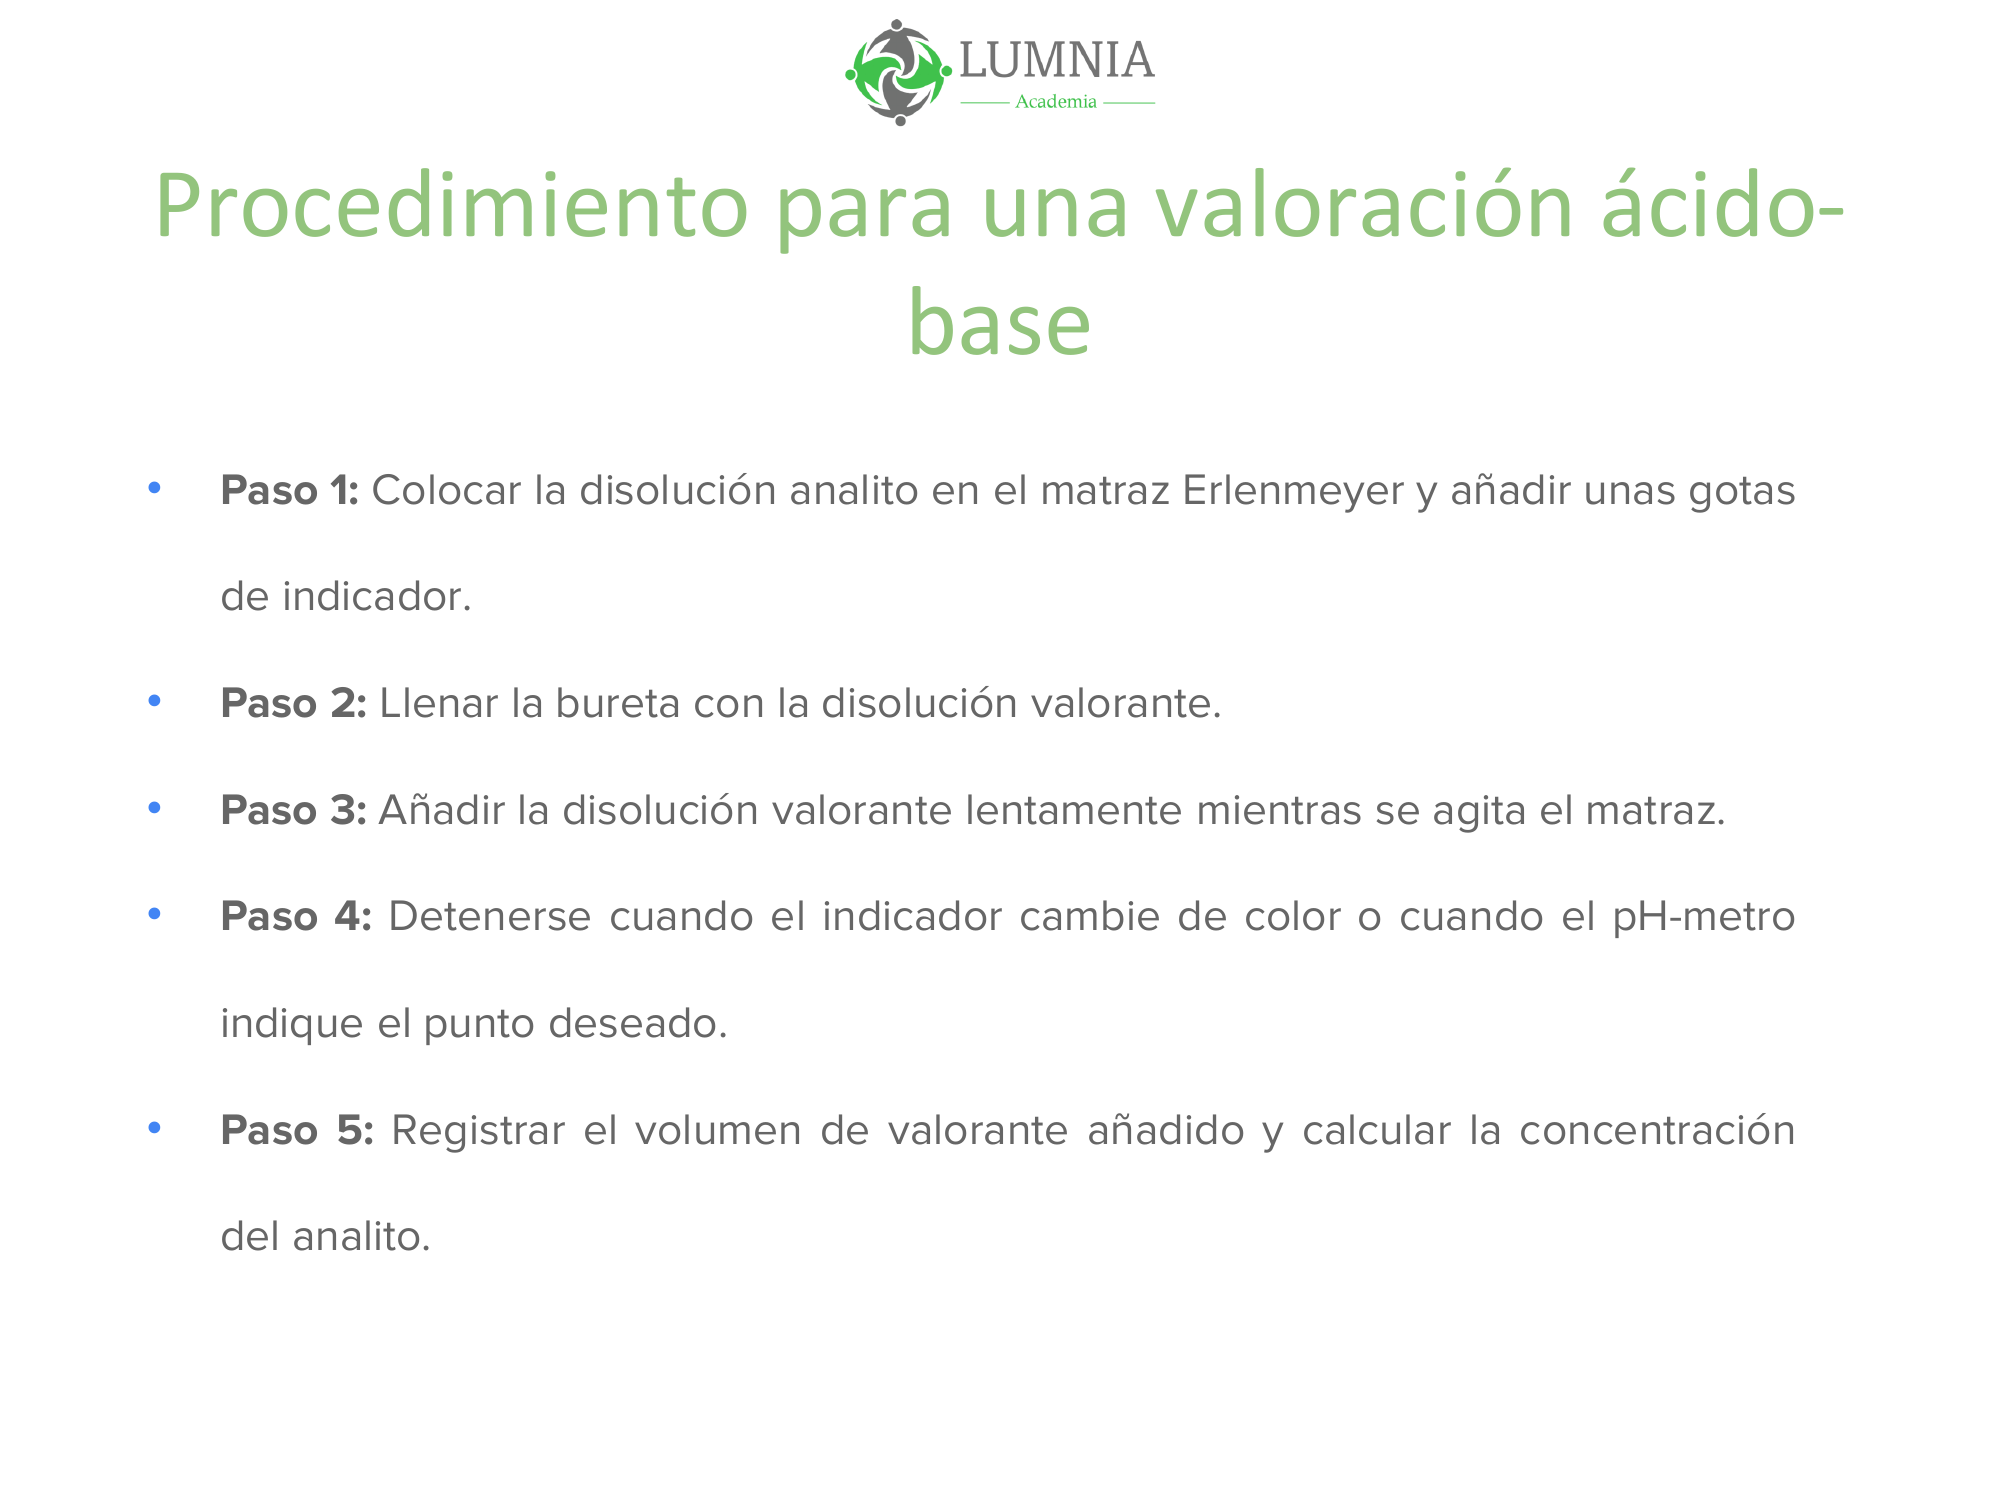 LUMNIA
Academia
Procedimiento para una valoración ácido-
base
• Paso 1: Colocar la disolución analito en el matraz Erlenmeyer y añadir unas gotas
de indicador.
• Paso 2: Llenar la bureta con la disolución valorante.
• Paso 3: Añadir la disolución valorante lentamente mientras se agita el matraz.
• Paso 4: Detenerse cuando el indicador cambie de color o cuando el pH-metro
indique el punto deseado.
• Paso 5: Registrar el volumen de valorante añadido y calcular la concentración
del analito.